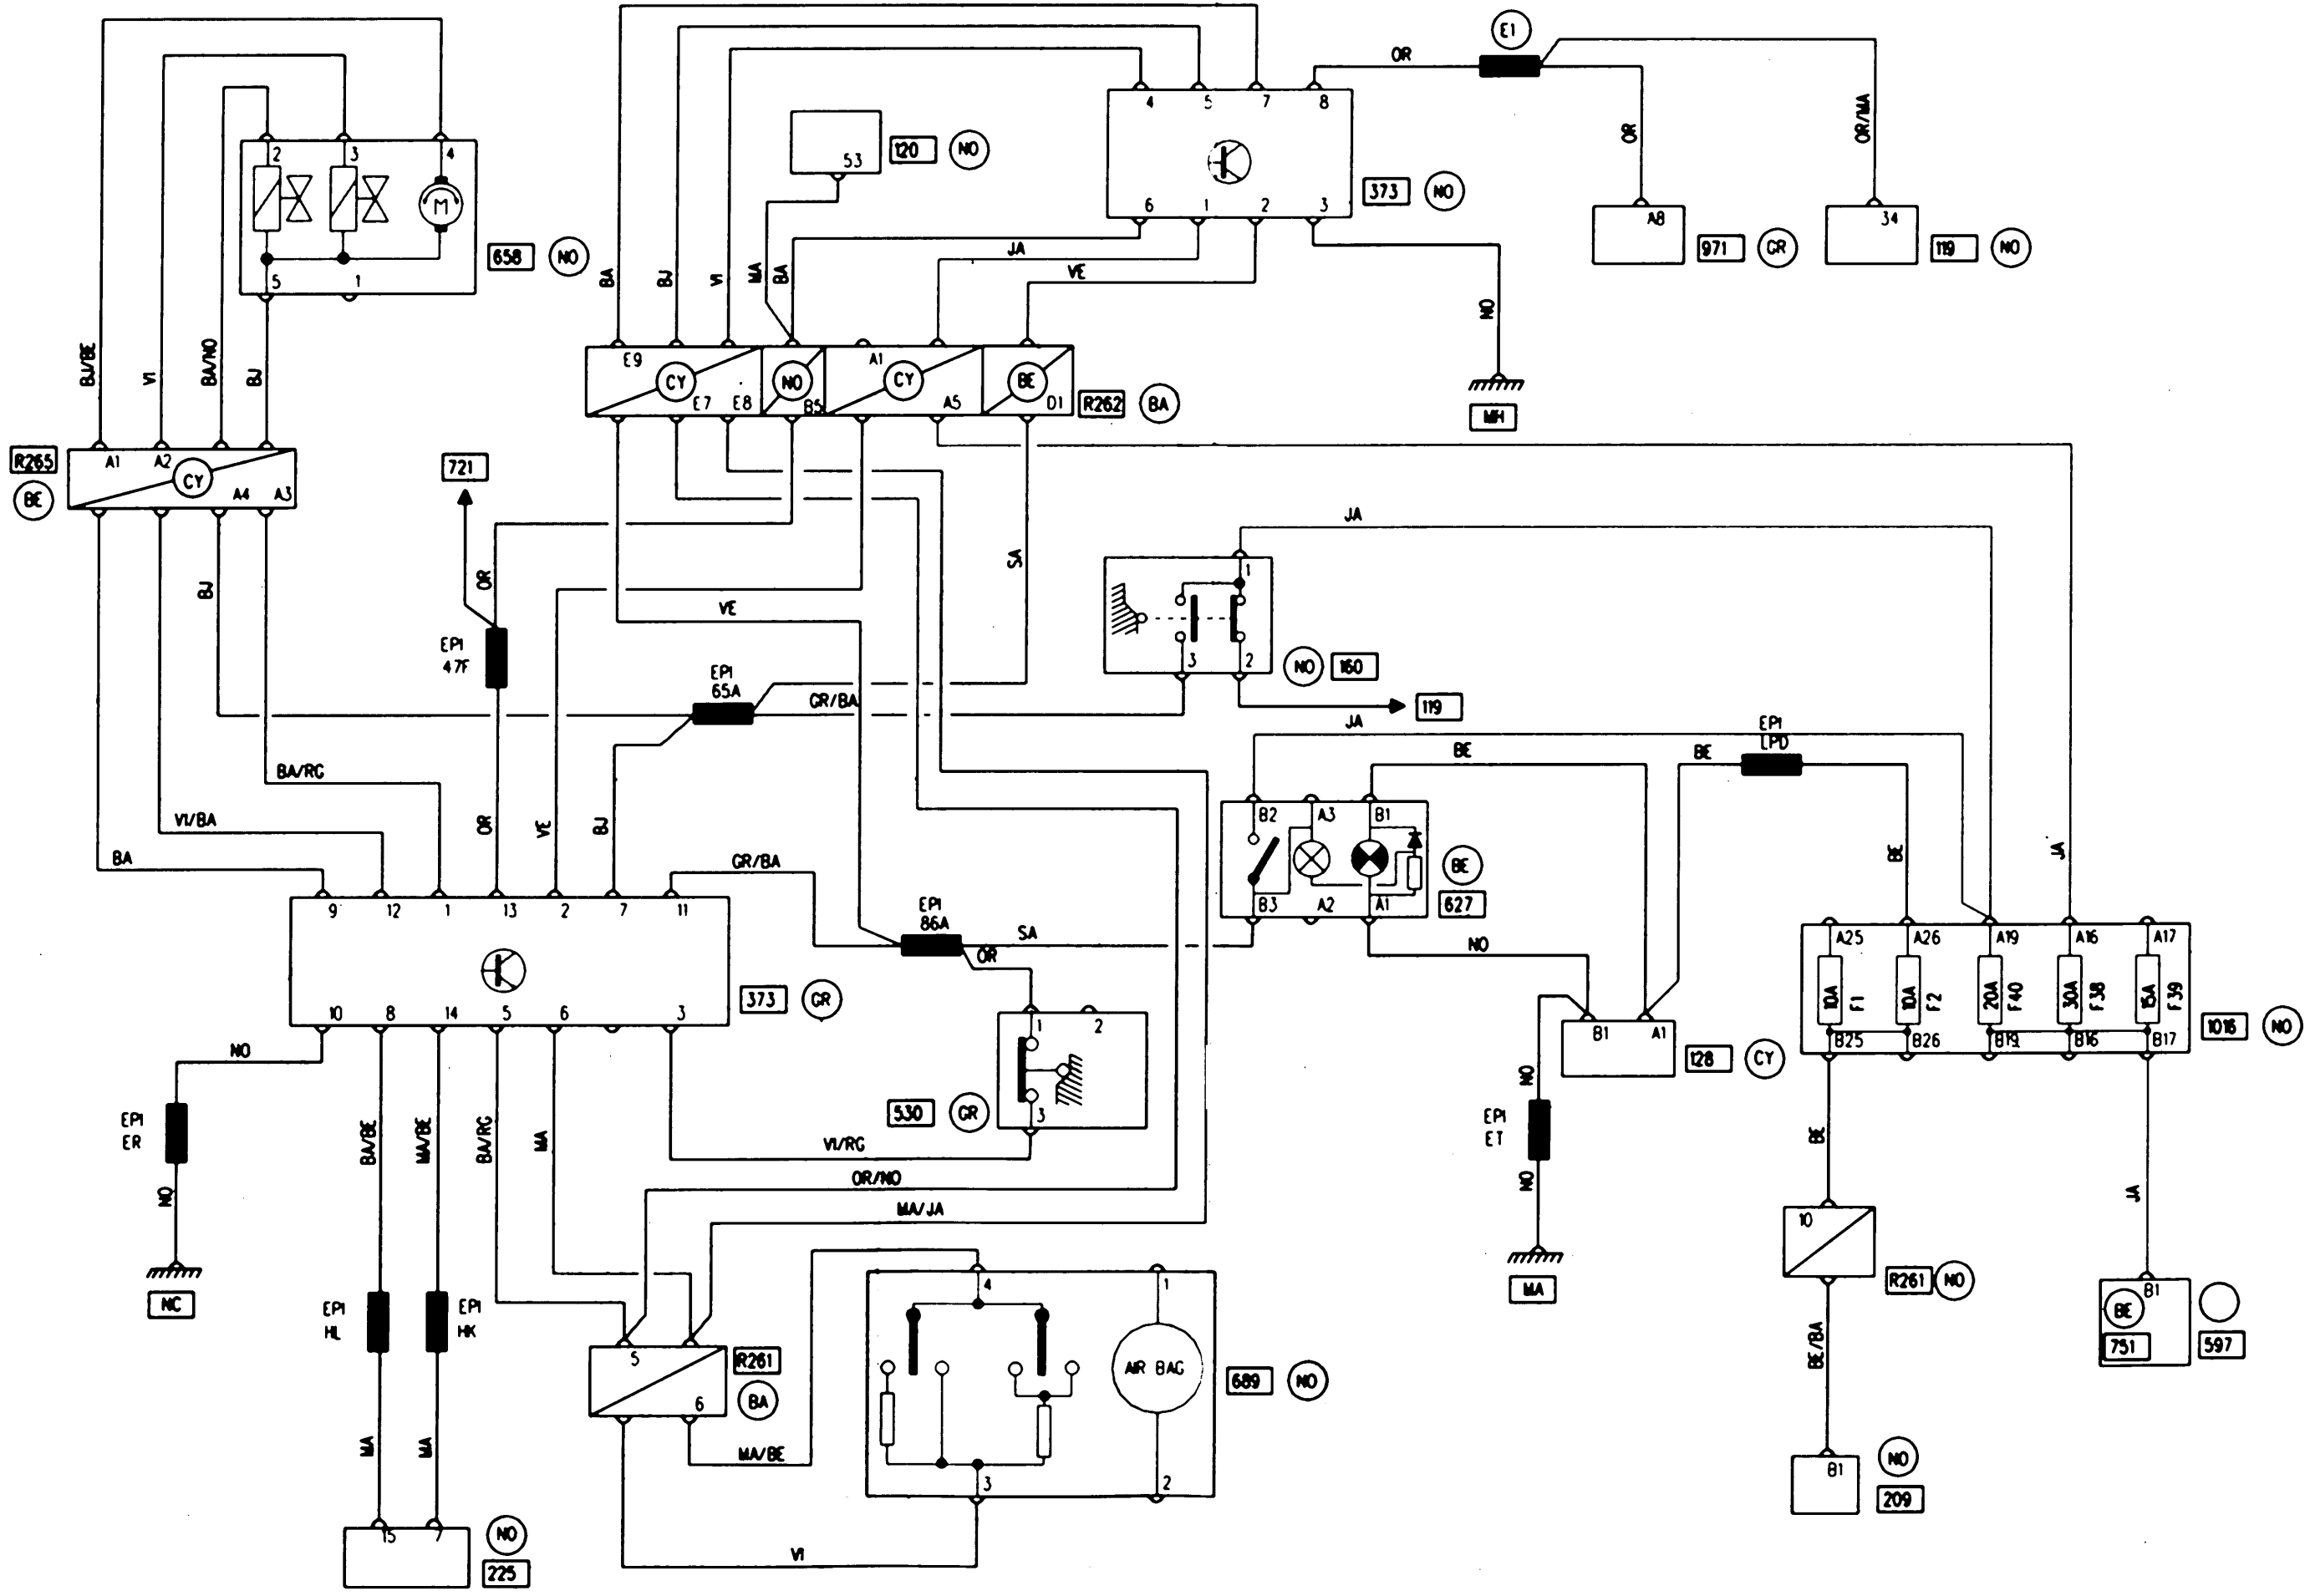 E1
OR
4 5 7 8
2 3 4
120 NO
53
OR
OR/MA
M
373 NO
6 1 2 3
A8
34
971 GR
119 NO
658 NO
5 1
BA
BJ
VI
MA
BA
JA
VE
NO
BJ/BE
VI
BA/NO
BJ
E9
CY
NO
A1
CY
BE
E7 E8
B5
A5
D1
R262 BA
MH
R265
BE
A1 A2
CY
A4 A3
721
JA
OR
BJ
SA
1
VE
EPI
47F
3 2
NO 160
EPI
65A
GR/BA
119
JA
EPI
LPD
BE
BE
BA/RG
VI/BA
OR
VE
BJ
BA
GR/BA
B2 A3 B1
BE
627
B3 A2 A1
BE
JA
EPI
86A
SA
OR
NO
9 12 1 13 2 7 11
373 GR
10 8 14 5 6 3
A25 A26 A19 A16 A17
10A F1
10A F2
20A F40
30A F38
15A F39
B25 B26 B19 B16 B17
1016 NO
NO
1 2
3
530 GR
B1 A1
128 CY
EPI
ER
NO
BA/BE
MA/BE
BA/RG
MA
VI/RG
OR/NO
MA/JA
NO
EPI
ET
NO
BE
JA
NC
MA
10
R261 NO
EPI
HL
EPI
HK
4 1
B1
BE
751
597
5
R261
6
BA
AIR BAG
689 NO
BE/BA
MA
MA
MA/BE
3 2
B1
NO
209
15 7
NO
225
VI